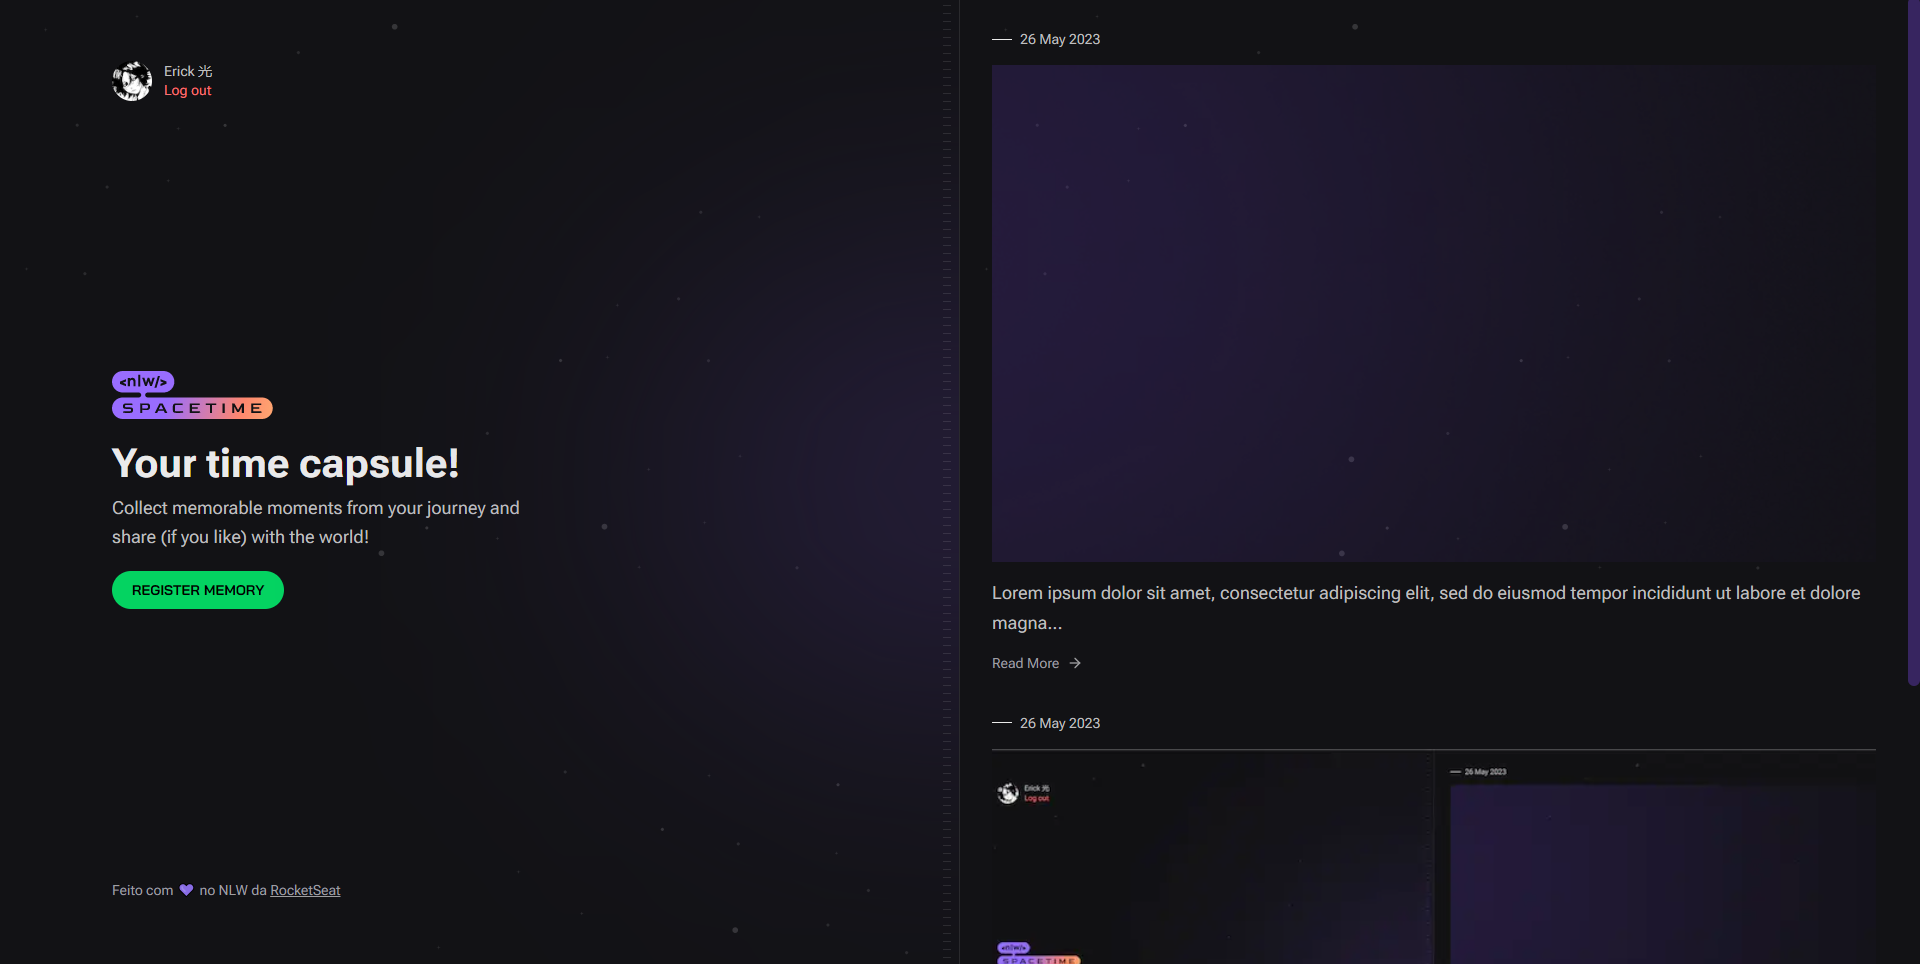 Erick 光
Log out
<nlw/>
SPACETIME
Your time capsule!
Collect memorable moments from your journey and
share (if you like) with the world!
REGISTER MEMORY
Feito com 💜 no NLW da RocketSeat
26 May 2023
Lorem ipsum dolor sit amet, consectetur adipiscing elit, sed do eiusmod tempor incididunt ut labore et dolore
magna...
Read More →
26 May 2023
Erick 光
Log out
<nlw/>
SPACETIME
26 May 2023